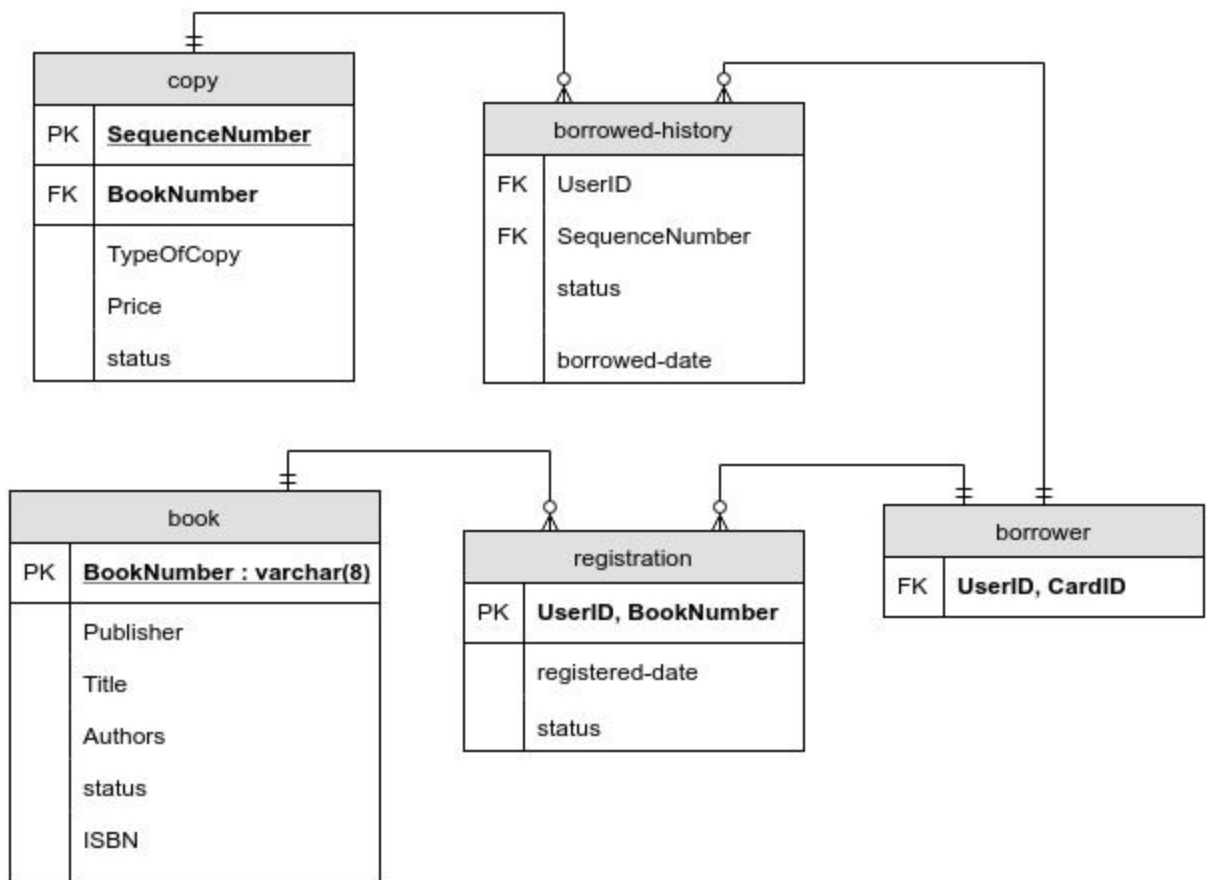 copy
PK SequenceNumber
FK BookNumber
TypeOfCopy
Price
status
borrowed-history
FK UserID
FK SequenceNumber
status
borrowed-date
book
PK BookNumber : varchar(8)
Publisher
Title
Authors
status
ISBN
registration
PK UserID, BookNumber
registered-date
status
borrower
FK UserID, CardID